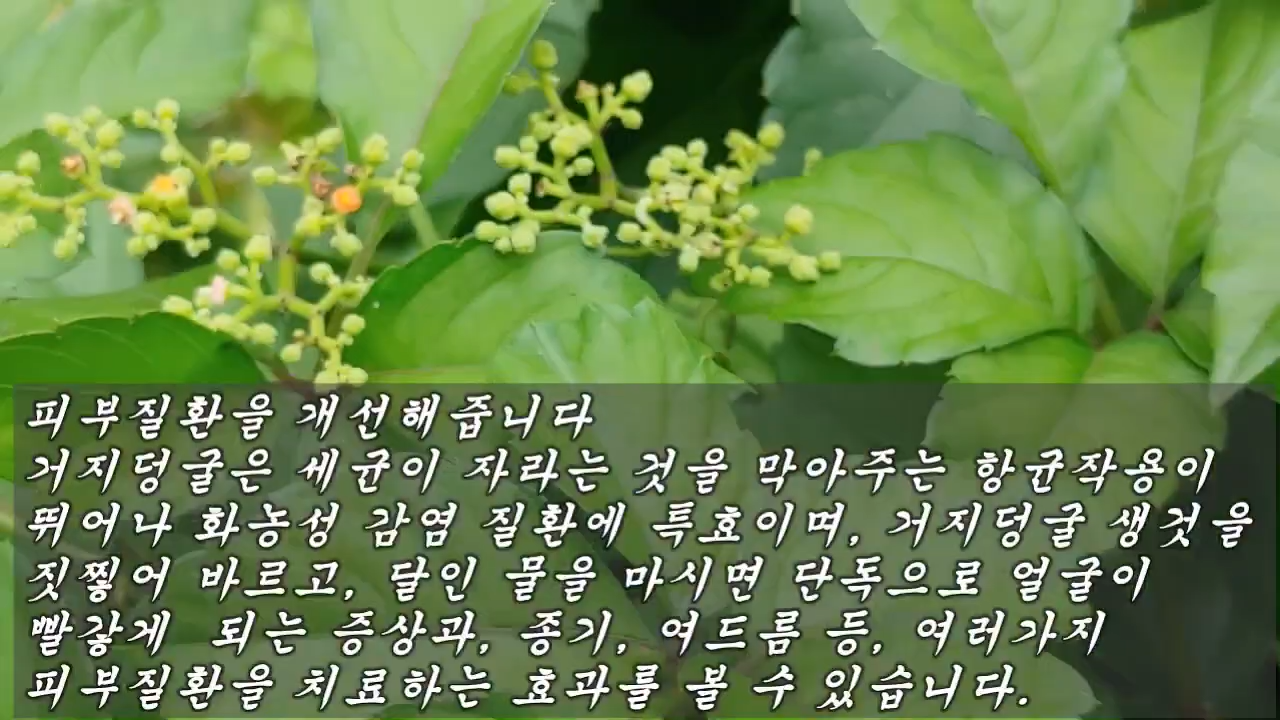 피부질환을 개선해줍니다
거지덩굴은 세균이 자라는 것을 막아주는 항균작용이
뛰어나 화농성 감염 질환에 특효이며, 거지덩굴 생것을
짓찧어 바르고, 달인 물을 마시면 단독으로 얼굴이
빨갛게 되는 증상과, 종기, 여드름 등, 여러가지
피부질환을 치료하는 효과를 볼 수 있습니다.